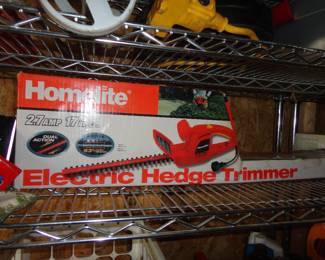 Homelite
2.7 AMP 17
DUAL
ACTION
Electric Hedge Trimmer